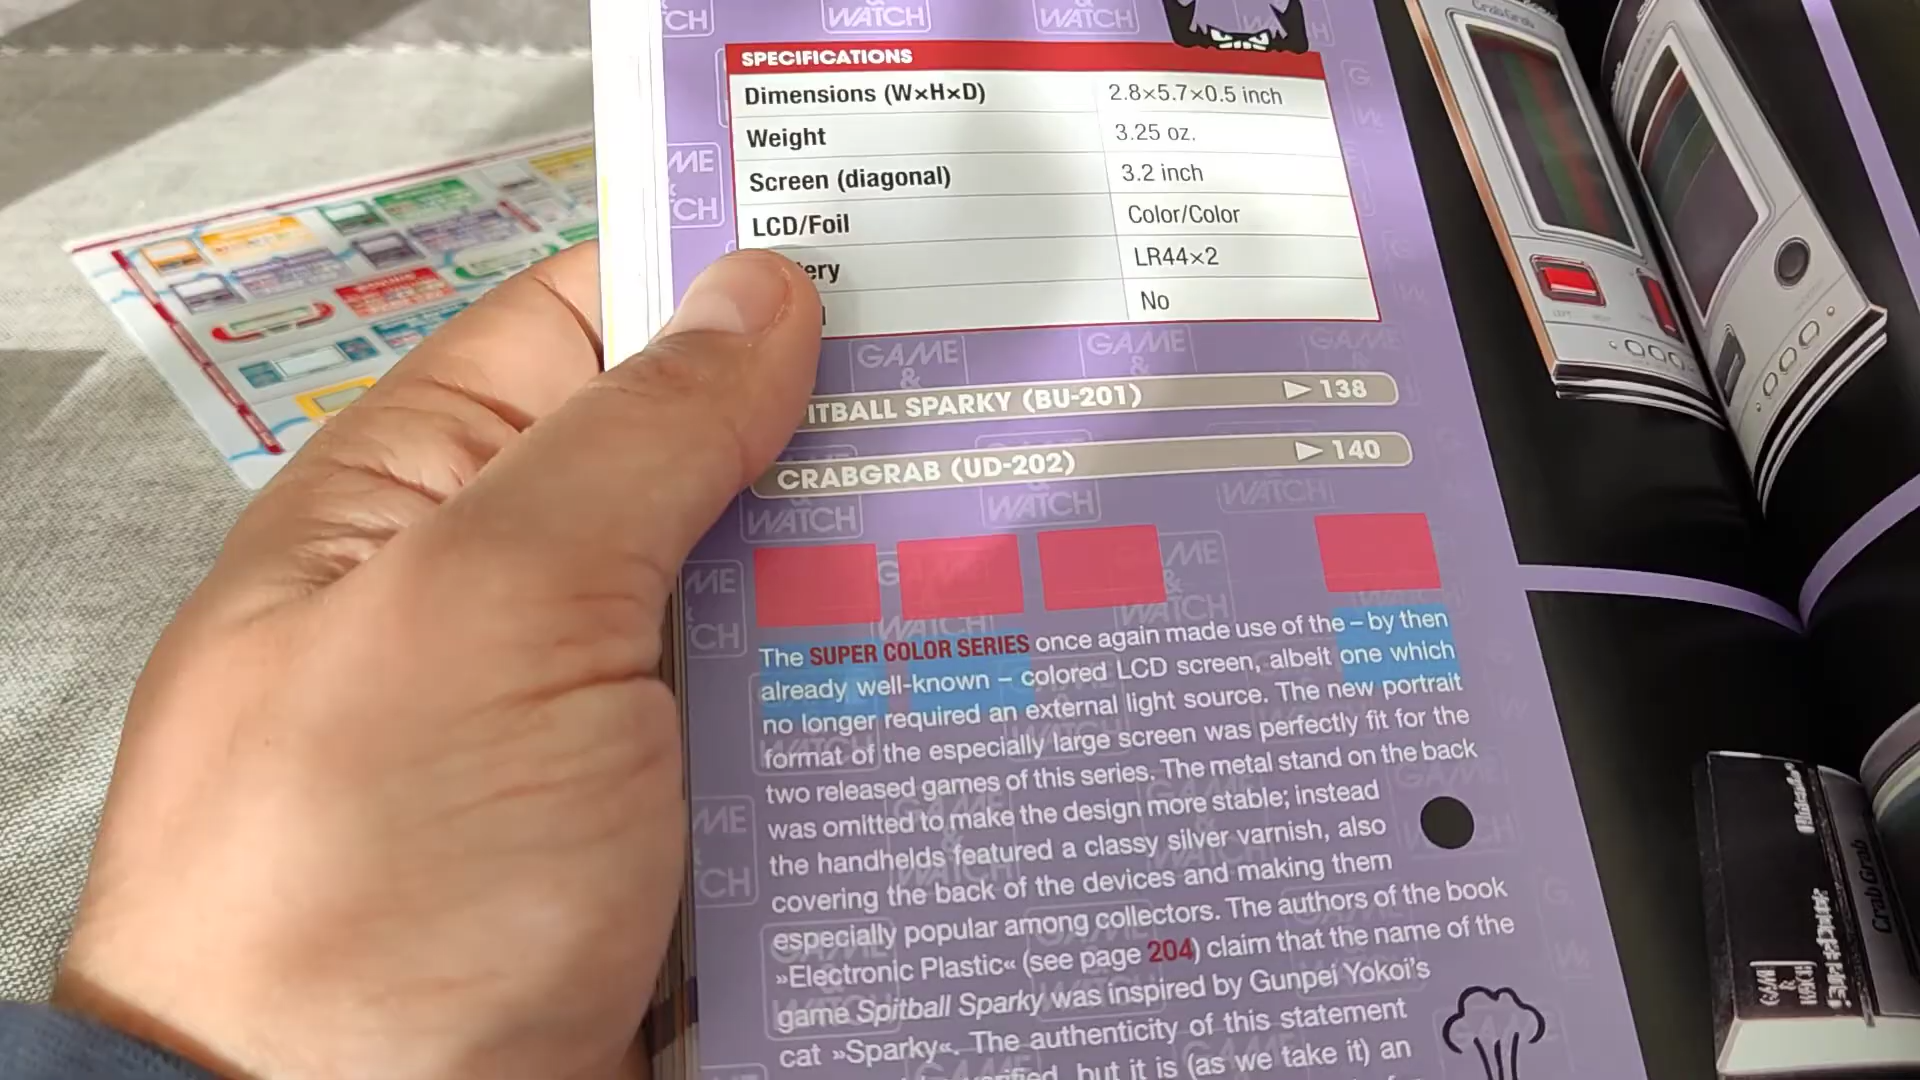 SPECIFICATIONS
Dimensions (W×H×D) 2.8×5.7×0.5 inch
Weight 3.25 oz.
Screen (diagonal) 3.2 inch
LCD/Foil Color/Color
ery LR44×2
No
GAME &
ITBALL SPARKY (BU-201) ▶ 138
CRABGRAB (UD-202) ▶ 140
The SUPER COLOR SERIES once again made use of the – by then
already well-known – colored LCD screen, albeit one which
no longer required an external light source. The new portrait
format of the especially large screen was perfectly fit for the
two released games of this series. The metal stand on the back
was omitted to make the design more stable; instead
the handhelds featured a classy silver varnish, also
covering the back of the devices and making them
especially popular among collectors. The authors of the book
»Electronic Plastic« (see page 204) claim that the name of the
game Spitball Sparky was inspired by Gunpei Yokoi's
cat »Sparky«. The authenticity of this statement
but it is (as we take it) an
CrabGrab
Nintendo
GAME & WATCH
CrabGrab